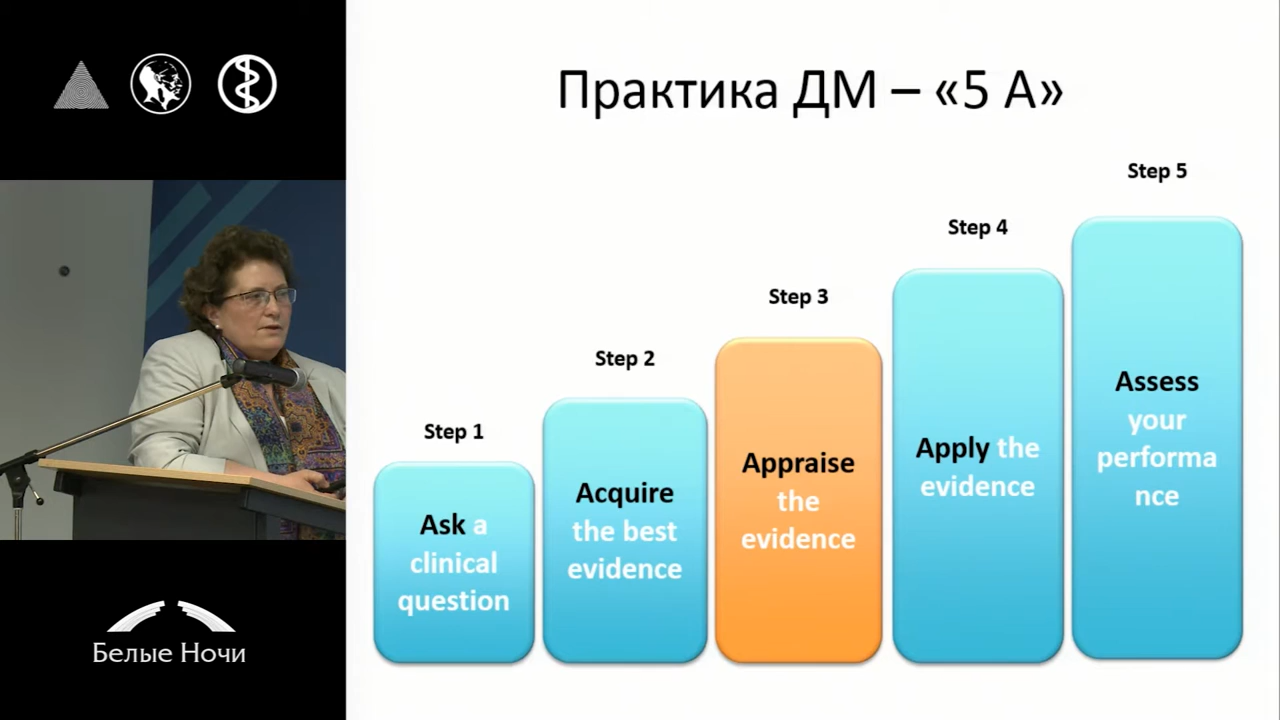 Практика ДМ – «5 А»
Step 1
Ask a
clinical
question
Step 2
Acquire
the best
evidence
Step 3
Appraise
the
evidence
Step 4
Apply the
evidence
Step 5
Assess
your
performa
nce
Белые Ночи